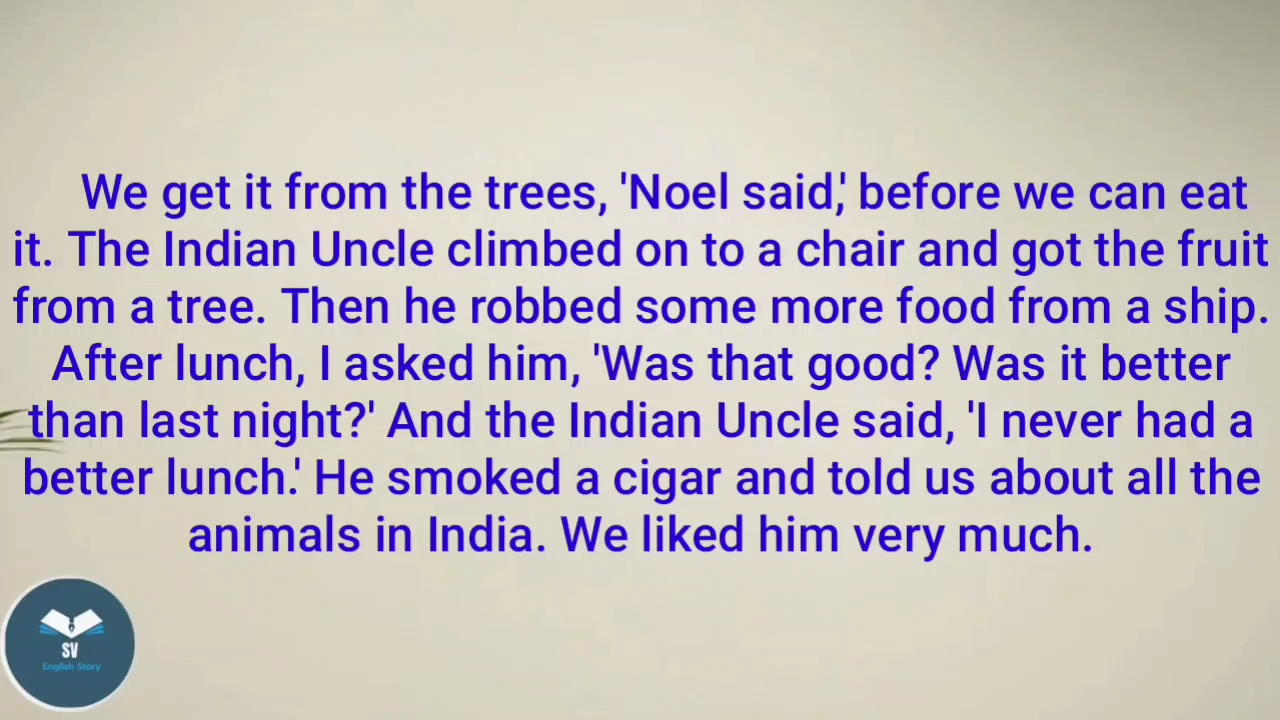 We get it from the trees, 'Noel said,' before we can eat
it. The Indian Uncle climbed on to a chair and got the fruit
from a tree. Then he robbed some more food from a ship.
After lunch, I asked him, 'Was that good? Was it better
than last night?' And the Indian Uncle said, 'I never had a
better lunch.' He smoked a cigar and told us about all the
animals in India. We liked him very much.
SV
English Story